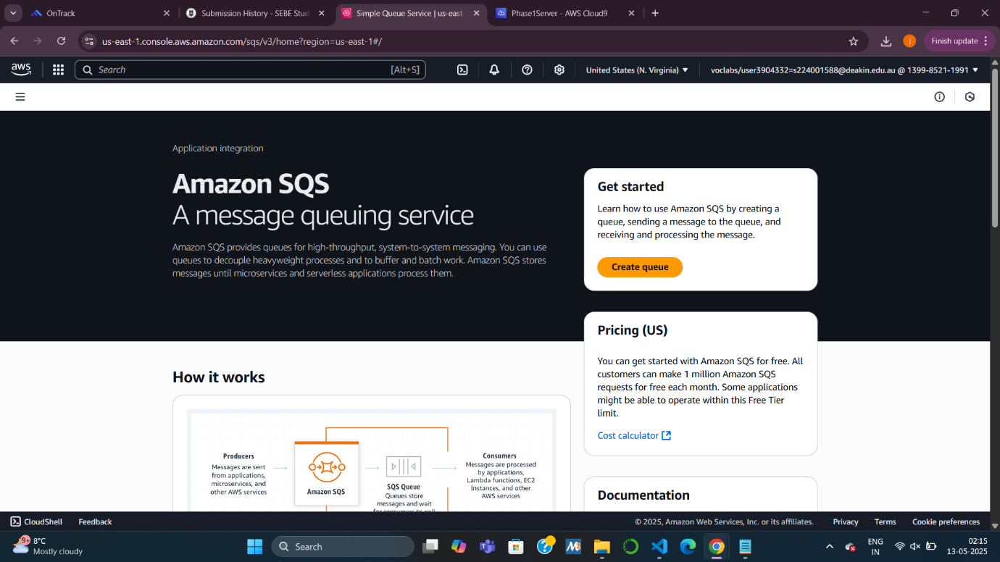 OnTrack
Submission History - SEBE Stud
Simple Queue Service | us-east-
Phase1Server - AWS Cloud9
us-east-1.console.aws.amazon.com/sqs/v3/home?region=us-east-1#/
j
Finish update
aws
Search
[Alt+S]
United States (N. Virginia)
voclabs/user3904332=s224001588@deakin.edu.au @ 1399-8521-1991
Application integration
Amazon SQS
A message queuing service
Amazon SQS provides queues for high-throughput, system-to-system messaging. You can use
queues to decouple heavyweight processes and to buffer and batch work. Amazon SQS stores
messages until microservices and serverless applications process them.
Get started
Learn how to use Amazon SQS by creating a
queue, sending a message to the queue, and
receiving and processing the message.
Create queue
Pricing (US)
You can get started with Amazon SQS for free. All
customers can make 1 million Amazon SQS
requests for free each month. Some applications
might be able to operate within this Free Tier
limit.
Cost calculator
Documentation
How it works
Producers
Messages are sent
from applications,
microservices, and
other AWS services
Amazon SQS
SQS Queue
Queues store
messages and wait
for consumers to poll
Consumers
Messages are processed
by applications,
Lambda functions, EC2
Instances, and other
AWS services
CloudShell
Feedback
© 2025, Amazon Web Services, Inc. or its affiliates.
Privacy
Terms
Cookie preferences
9+
8°C
Mostly cloudy
Search
ENG
IN
02:15
13-05-2025